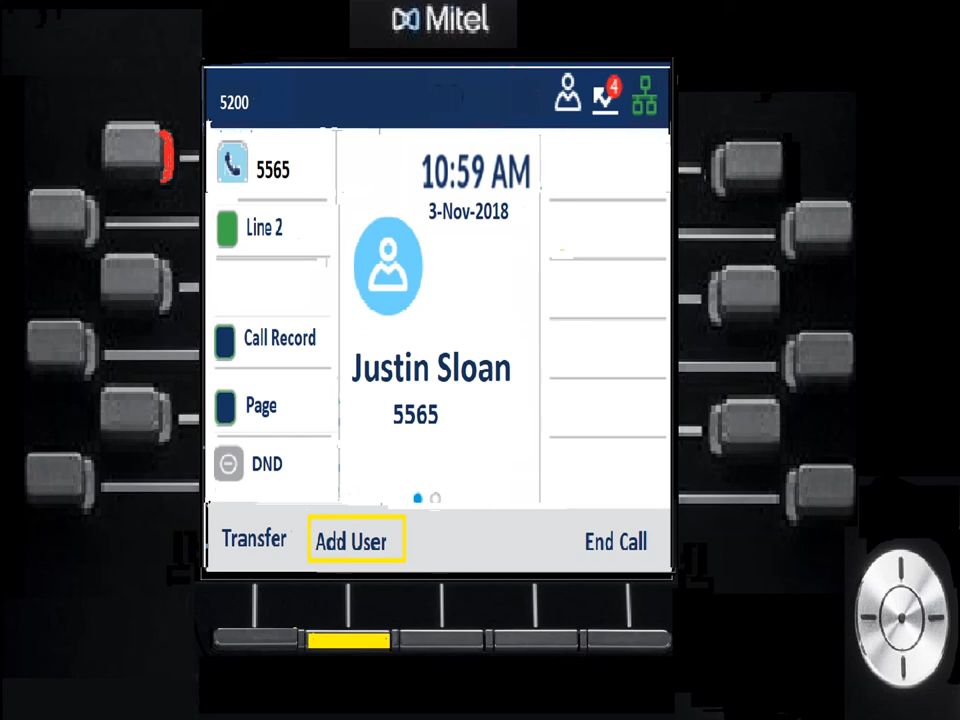 Mitel
5200
4
5565
10:59 AM
3-Nov-2018
Line 2
Call Record
Justin Sloan
Page
5565
DND
Transfer
Add User
End Call